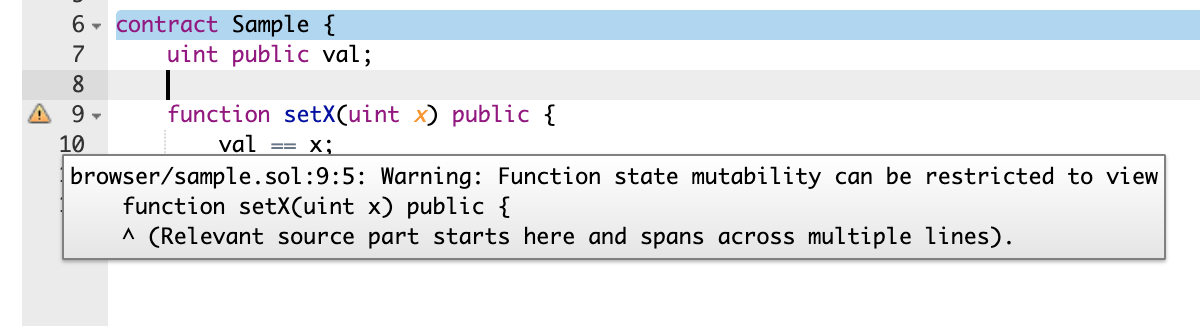 6 contract Sample {
7 uint public val;
8
9 function setX(uint x) public {
10 val == x;
browser/sample.sol:9:5: Warning: Function state mutability can be restricted to view
function setX(uint x) public {
^ (Relevant source part starts here and spans across multiple lines).